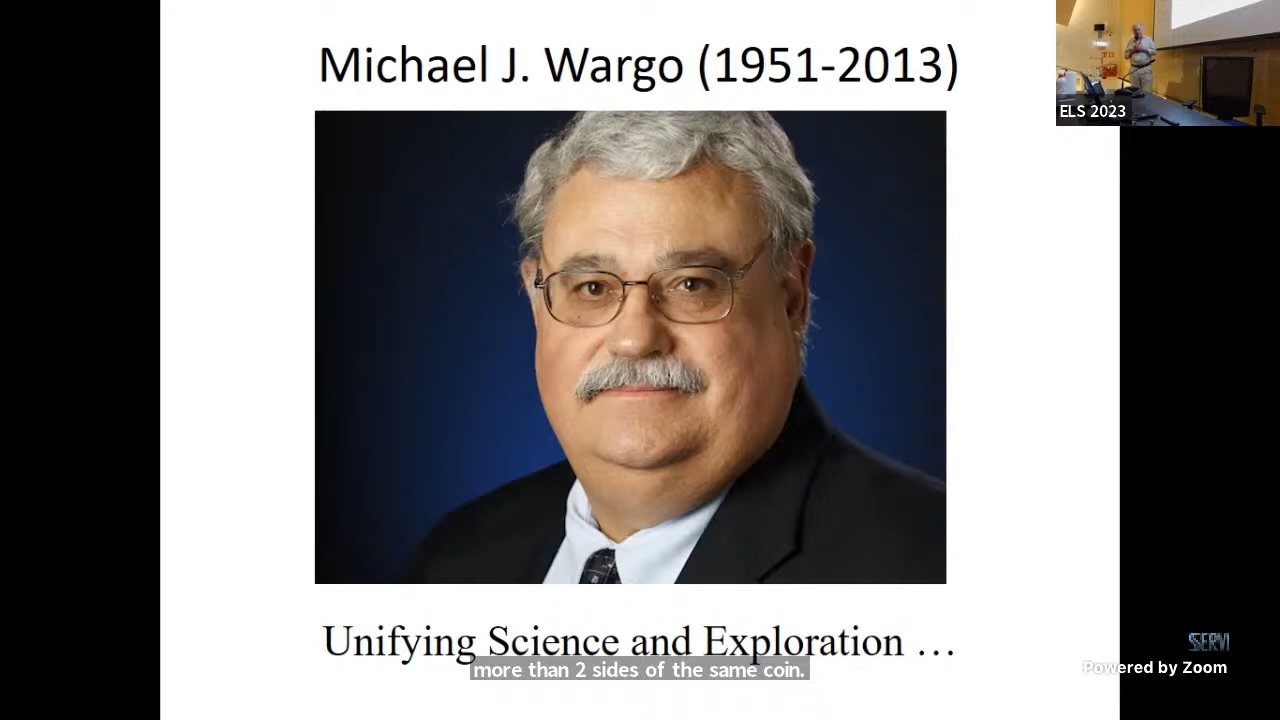 Michael J. Wargo (1951-2013)
ELS 2023
Unifying Science and Exploration …
more than 2 sides of the same coin.
SERVI
Powered by Zoom